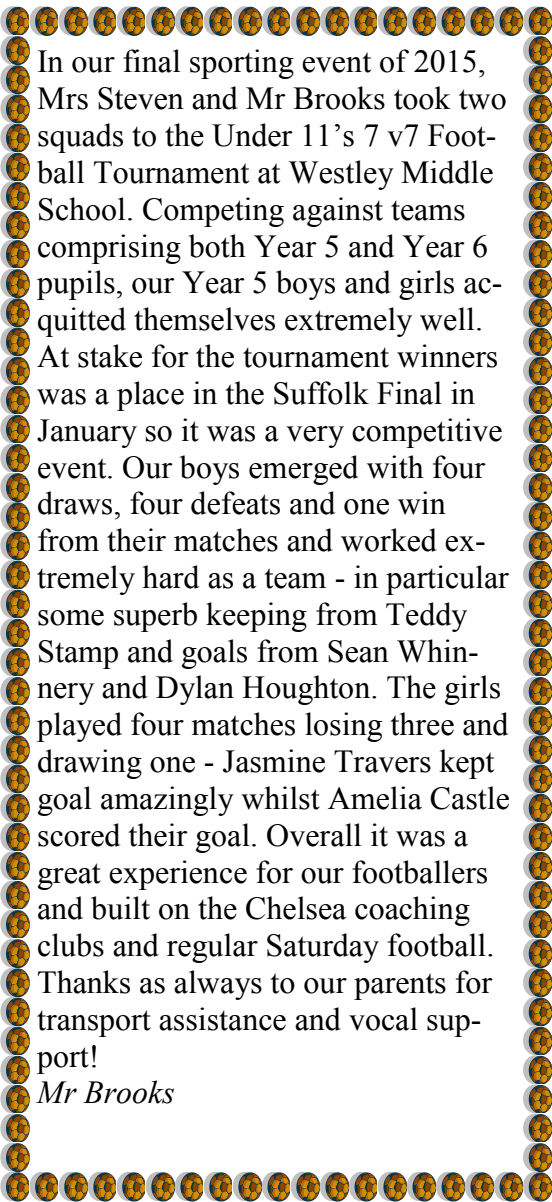 In our final sporting event of 2015,
Mrs Steven and Mr Brooks took two
squads to the Under 11’s 7 v7 Foot-
ball Tournament at Westley Middle
School. Competing against teams
comprising both Year 5 and Year 6
pupils, our Year 5 boys and girls ac-
quitted themselves extremely well.
At stake for the tournament winners
was a place in the Suffolk Final in
January so it was a very competitive
event. Our boys emerged with four
draws, four defeats and one win
from their matches and worked ex-
tremely hard as a team - in particular
some superb keeping from Teddy
Stamp and goals from Sean Whin-
nery and Dylan Houghton. The girls
played four matches losing three and
drawing one - Jasmine Travers kept
goal amazingly whilst Amelia Castle
scored their goal. Overall it was a
great experience for our footballers
and built on the Chelsea coaching
clubs and regular Saturday football.
Thanks as always to our parents for
transport assistance and vocal sup-
port!
Mr Brooks